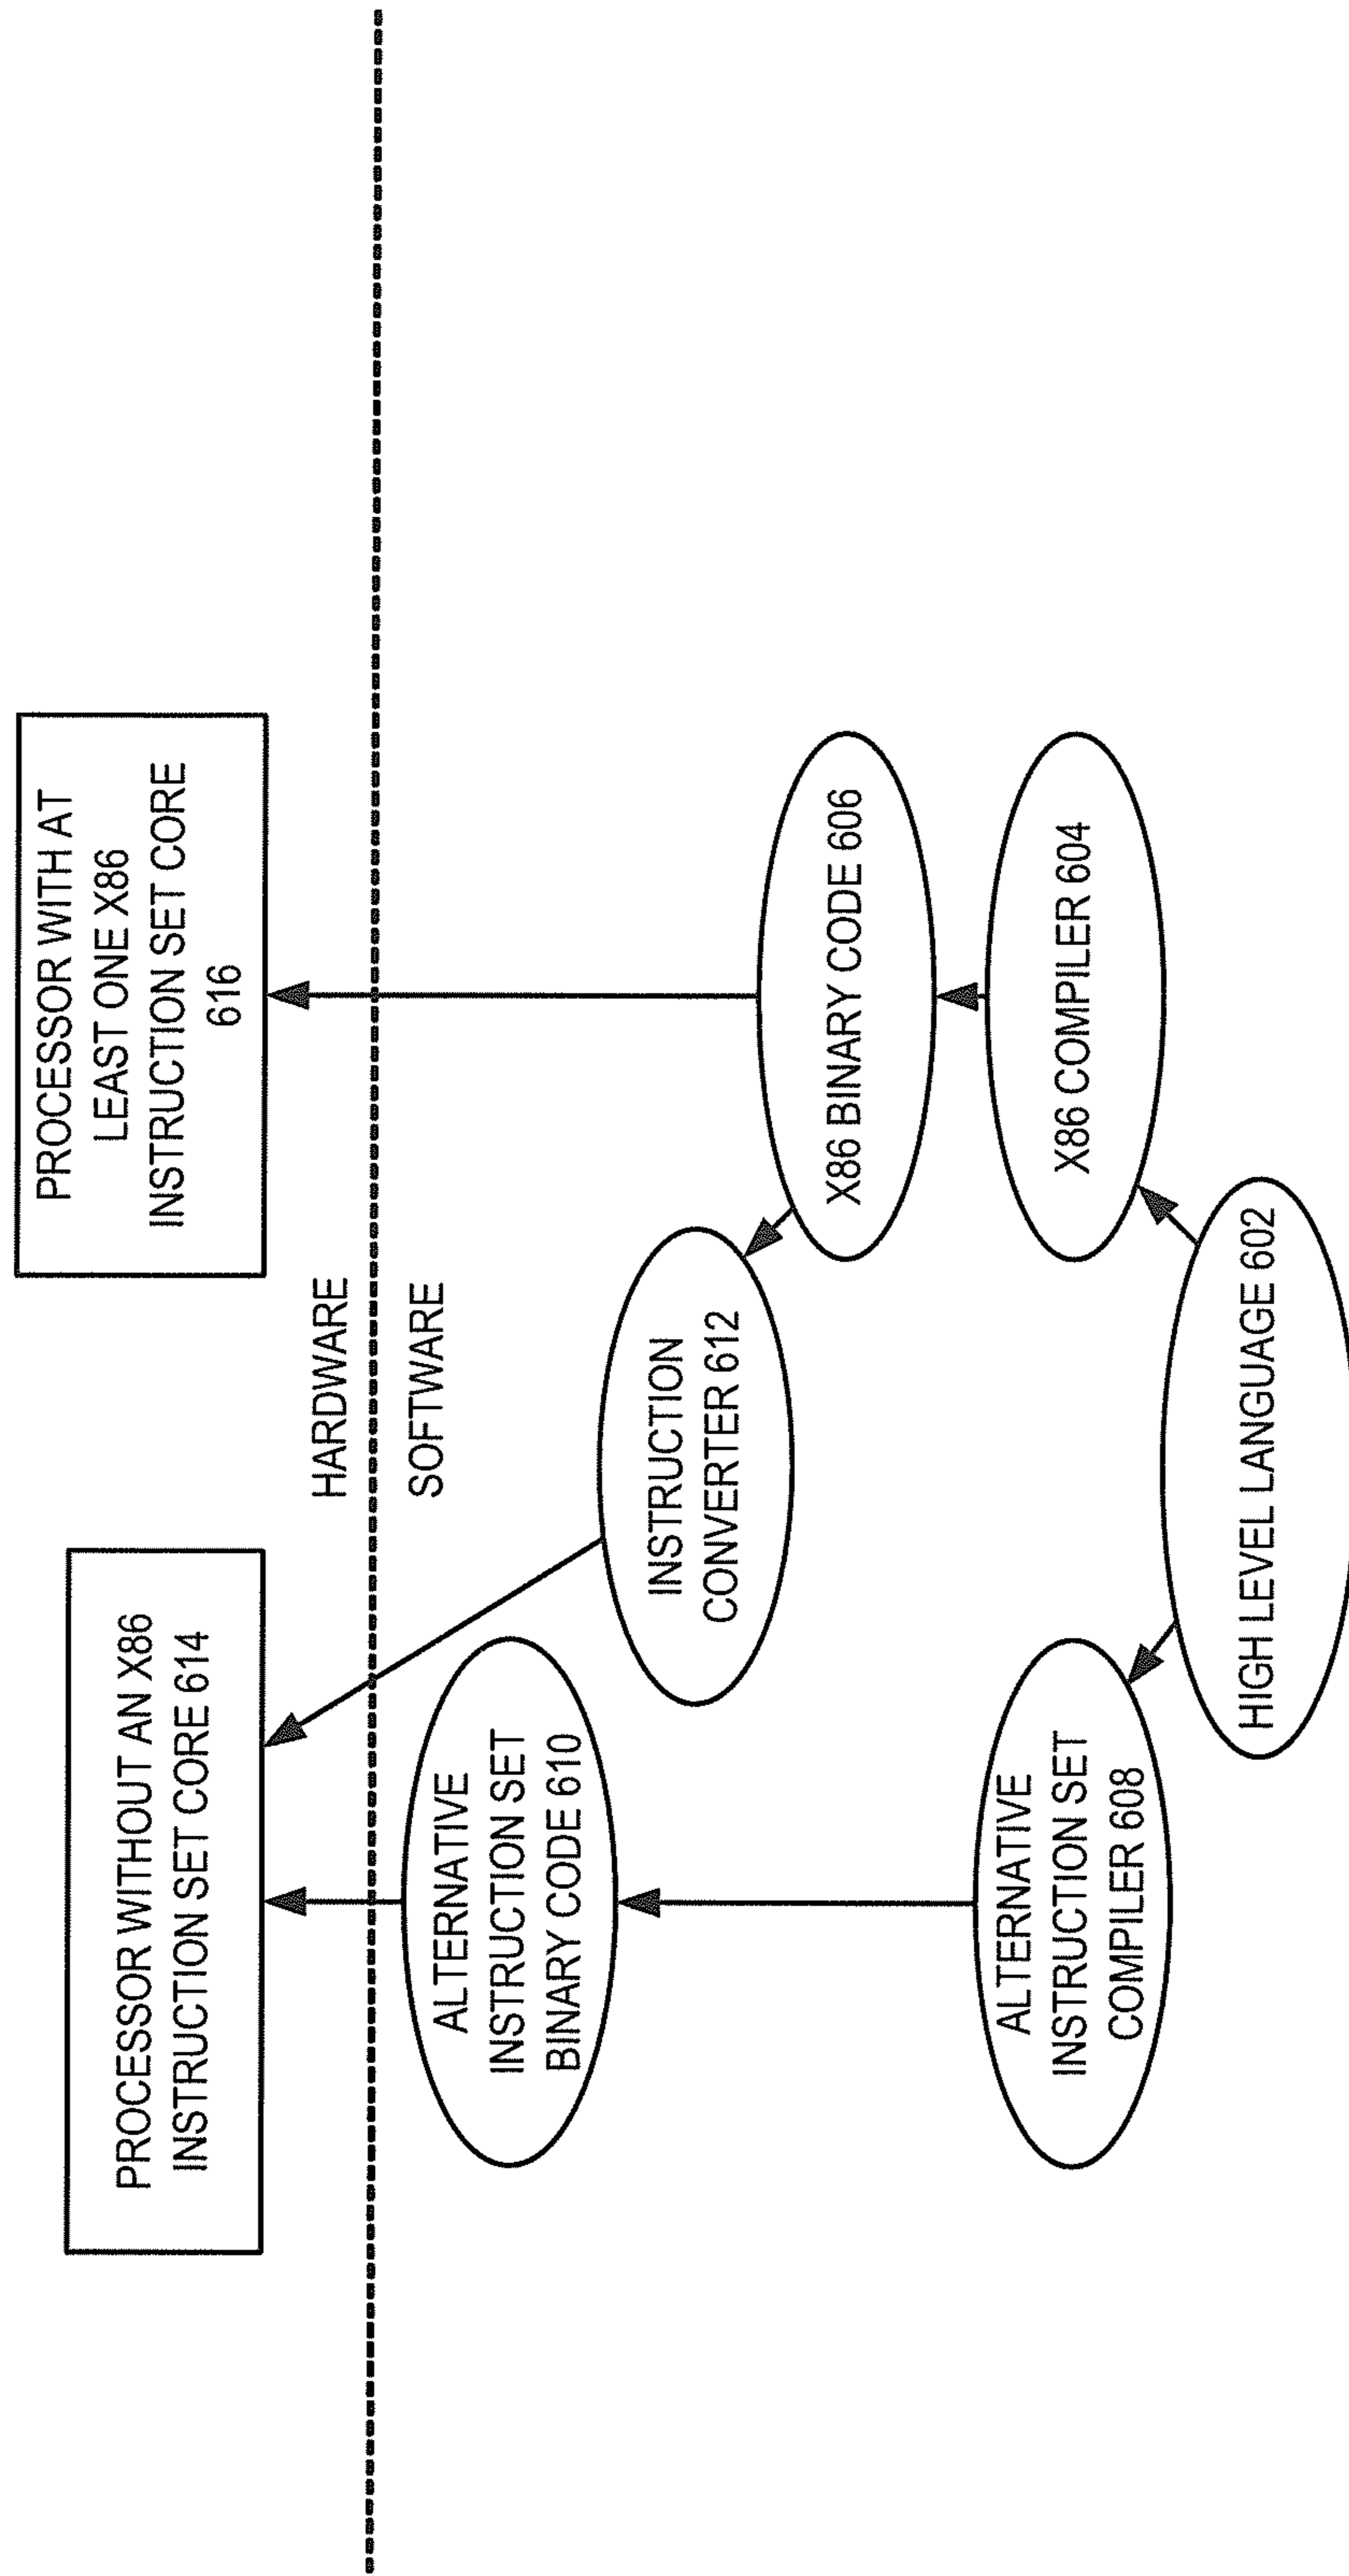 PROCESSOR WITHOUT AN X86
INSTRUCTION SET CORE 614
PROCESSOR WITH AT
LEAST ONE X86
INSTRUCTION SET CORE
616
HARDWARE
SOFTWARE
ALTERNATIVE
INSTRUCTION SET
BINARY CODE 610
INSTRUCTION
CONVERTER 612
X86 BINARY CODE 606
ALTERNATIVE
INSTRUCTION SET
COMPILER 608
X86 COMPILER 604
HIGH LEVEL LANGUAGE 602